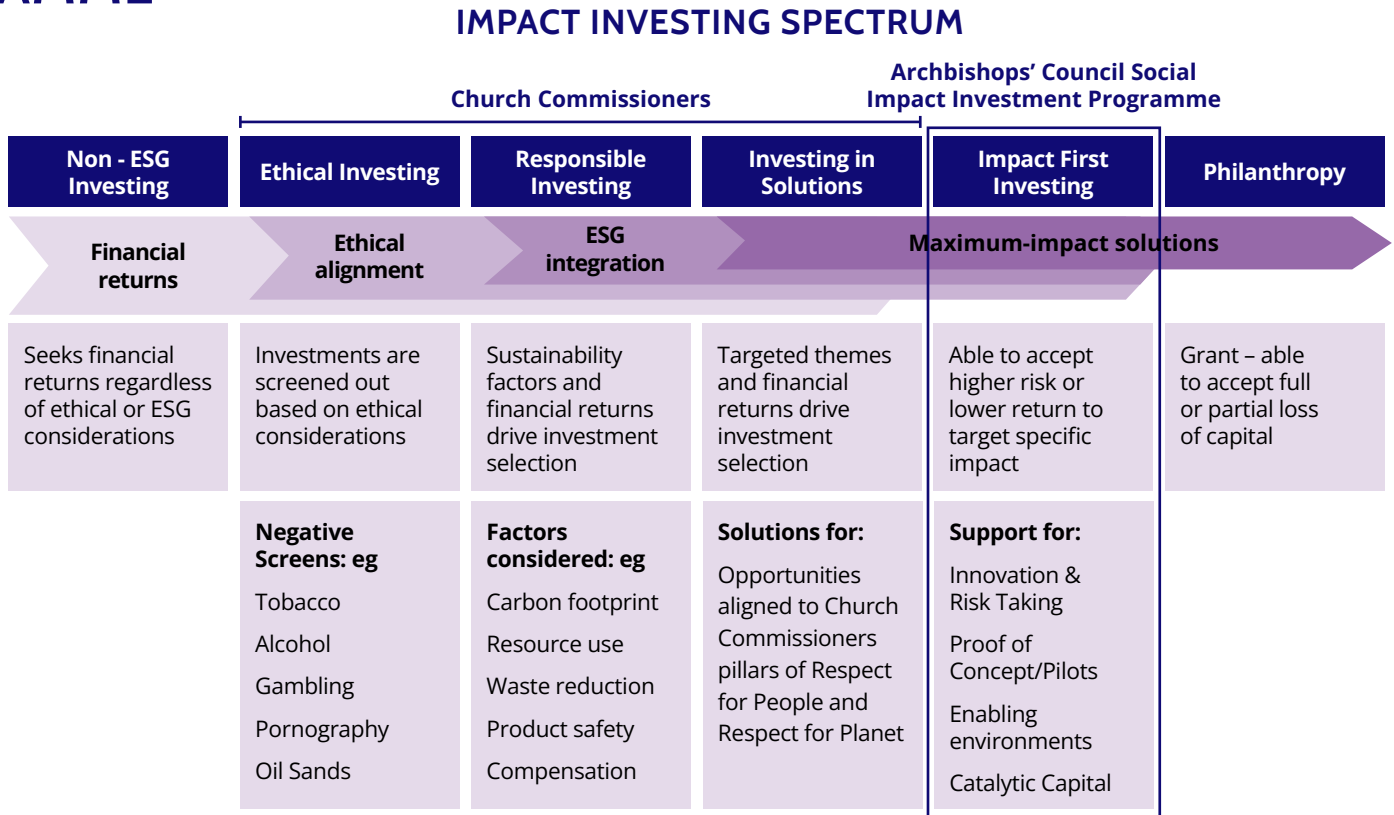 IMPACT INVESTING SPECTRUM
Church Commissioners
Archbishops’ Council Social
Impact Investment Programme
Non - ESG
Investing
Ethical Investing
Responsible
Investing
Investing in
Solutions
Impact First
Investing
Philanthropy
Financial
returns
Ethical
alignment
ESG
integration
Maximum-impact solutions
Seeks financial
returns regardless
of ethical or ESG
considerations
Investments are
screened out
based on ethical
considerations
Sustainability
factors and
financial returns
drive investment
selection
Targeted themes
and financial
returns drive
investment
selection
Able to accept
higher risk or
lower return to
target specific
impact
Grant – able
to accept full
or partial loss
of capital
Negative
Screens: eg
Tobacco
Alcohol
Gambling
Pornography
Oil Sands
Factors
considered: eg
Carbon footprint
Resource use
Waste reduction
Product safety
Compensation
Solutions for:
Opportunities
aligned to Church
Commissioners
pillars of Respect
for People and
Respect for Planet
Support for:
Innovation &
Risk Taking
Proof of
Concept/Pilots
Enabling
environments
Catalytic Capital